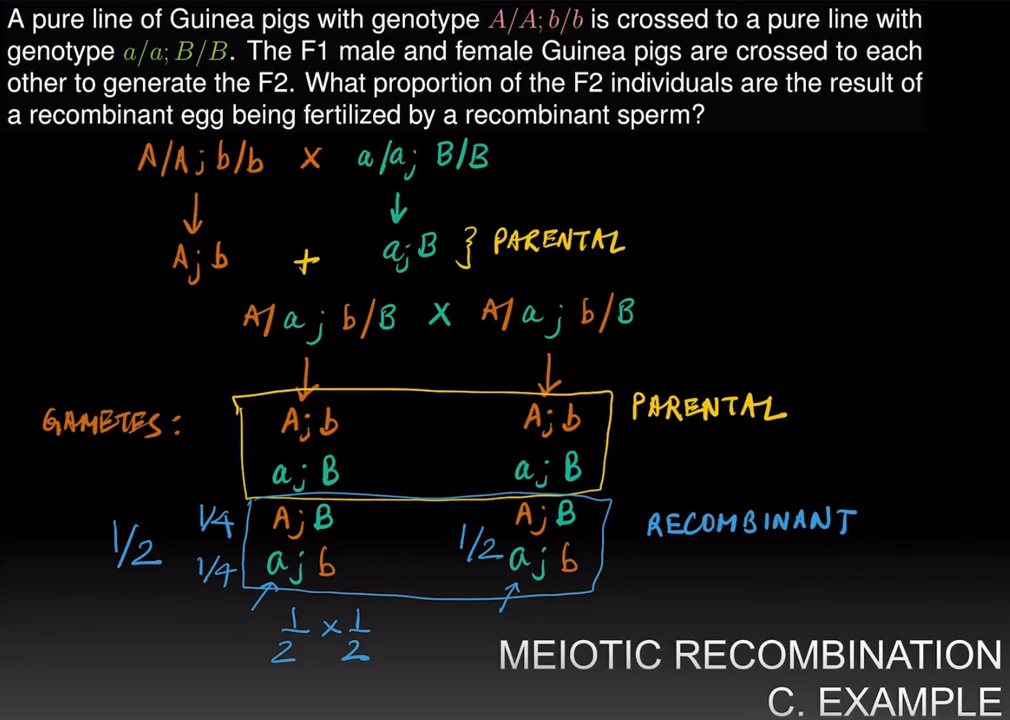 A pure line of Guinea pigs with genotype A/A; b/b is crossed to a pure line with
genotype a/a; B/B. The F1 male and female Guinea pigs are crossed to each
other to generate the F2. What proportion of the F2 individuals are the result of
a recombinant egg being fertilized by a recombinant sperm?
A/A; b/b X a/a; B/B
A; b + a; B } PARENTAL
A/a; b/B X A/a; b/B
GAMETES: A; b A; b PARENTAL
a; B a; B
1/4 A; B A; B RECOMBINANT
1/2 1/4 a; b 1/2 a; b
1/2 x 1/2
MEIOTIC RECOMBINATION
C. EXAMPLE